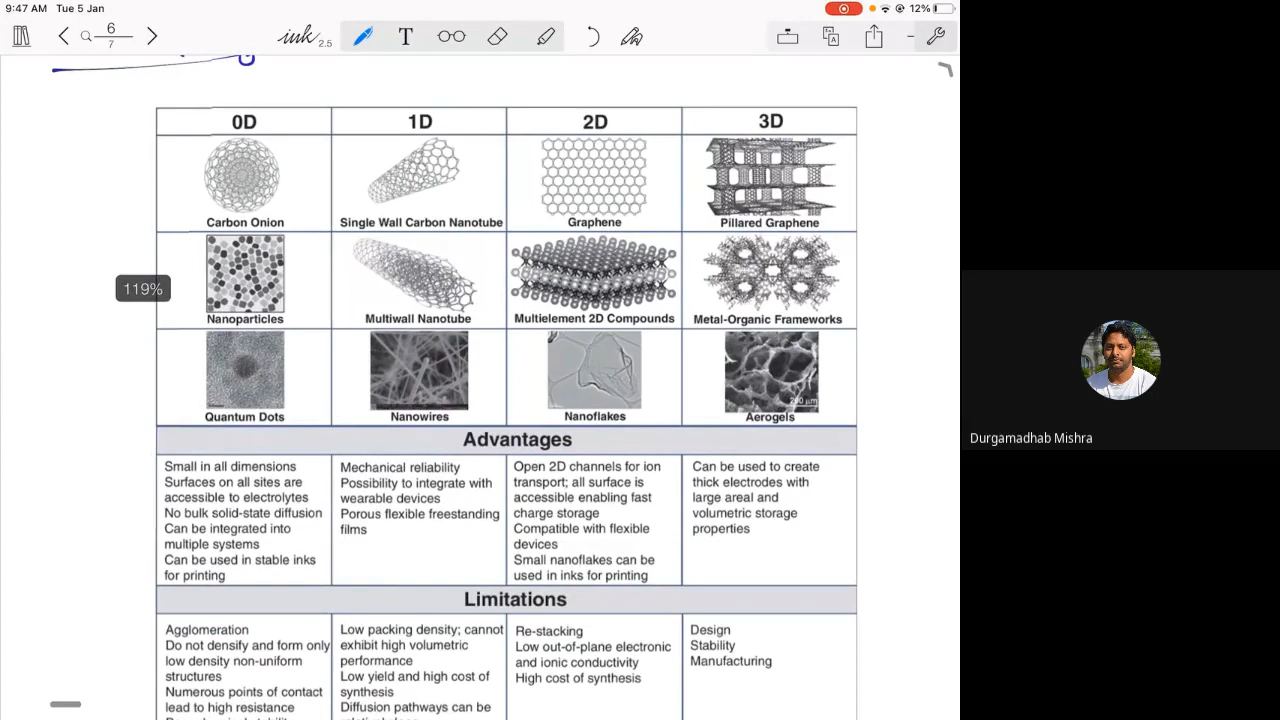 9:47 AM Tue 5 Jan
12%
6
7
ink 2.5
T
0D
1D
2D
3D
Carbon Onion
Single Wall Carbon Nanotube
Graphene
Pillared Graphene
Nanoparticles
Multiwall Nanotube
Multielement 2D Compounds
Metal-Organic Frameworks
119%
Quantum Dots
Nanowires
Nanoflakes
200 μm
Aerogels
Advantages
Small in all dimensions
Surfaces on all sites are
accessible to electrolytes
No bulk solid-state diffusion
Can be integrated into
multiple systems
Can be used in stable inks
for printing
Mechanical reliability
Possibility to integrate with
wearable devices
Porous flexible freestanding
films
Open 2D channels for ion
transport; all surface is
accessible enabling fast
charge storage
Compatible with flexible
devices
Small nanoflakes can be
used in inks for printing
Can be used to create
thick electrodes with
large areal and
volumetric storage
properties
Limitations
Agglomeration
Do not densify and form only
low density non-uniform
structures
Numerous points of contact
lead to high resistance
Low packing density; cannot
exhibit high volumetric
performance
Low yield and high cost of
synthesis
Diffusion pathways can be
Re-stacking
Low out-of-plane electronic
and ionic conductivity
High cost of synthesis
Design
Stability
Manufacturing
Durgamadhab Mishra